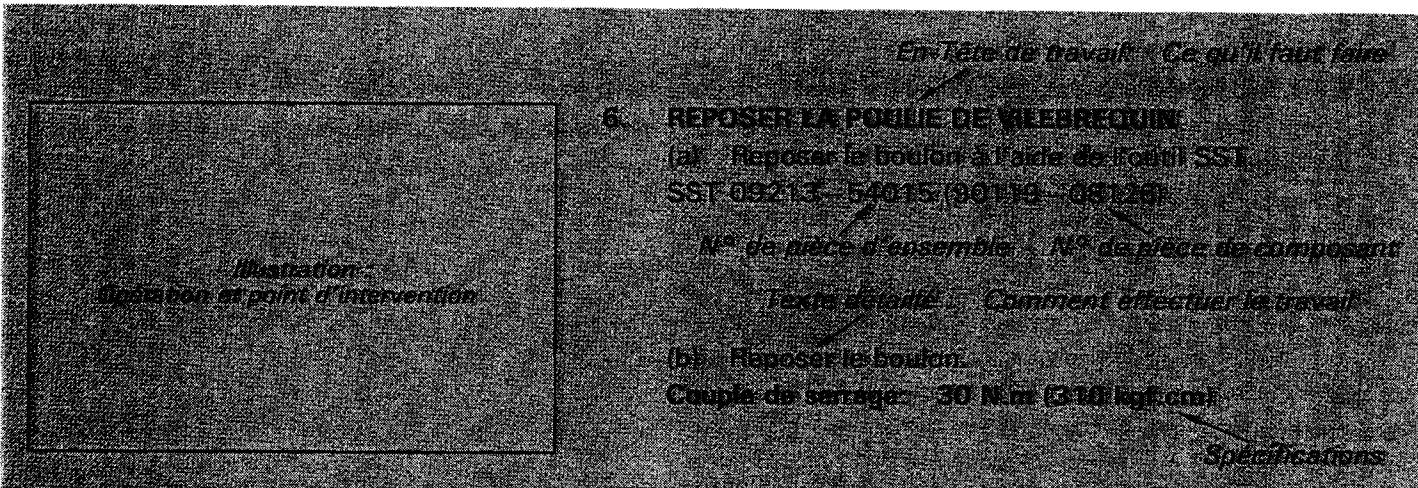 En-Tête de travail : Ce qu'il faut faire
6. REPOSER LA POULIE DE VILEBREQUIN
(a) Reposer le boulon à l'aide de l'outil SST.
SST 09213–54015 (90119–08126)
N° de pièce d'ensemble N° de pièce de composant
Illustration :
Opération et point d'intervention
Texte détaillé : Comment effectuer le travail
(b) Reposer le boulon.
Couple de serrage: 30 N.m (310 kgf.cm)
Spécifications